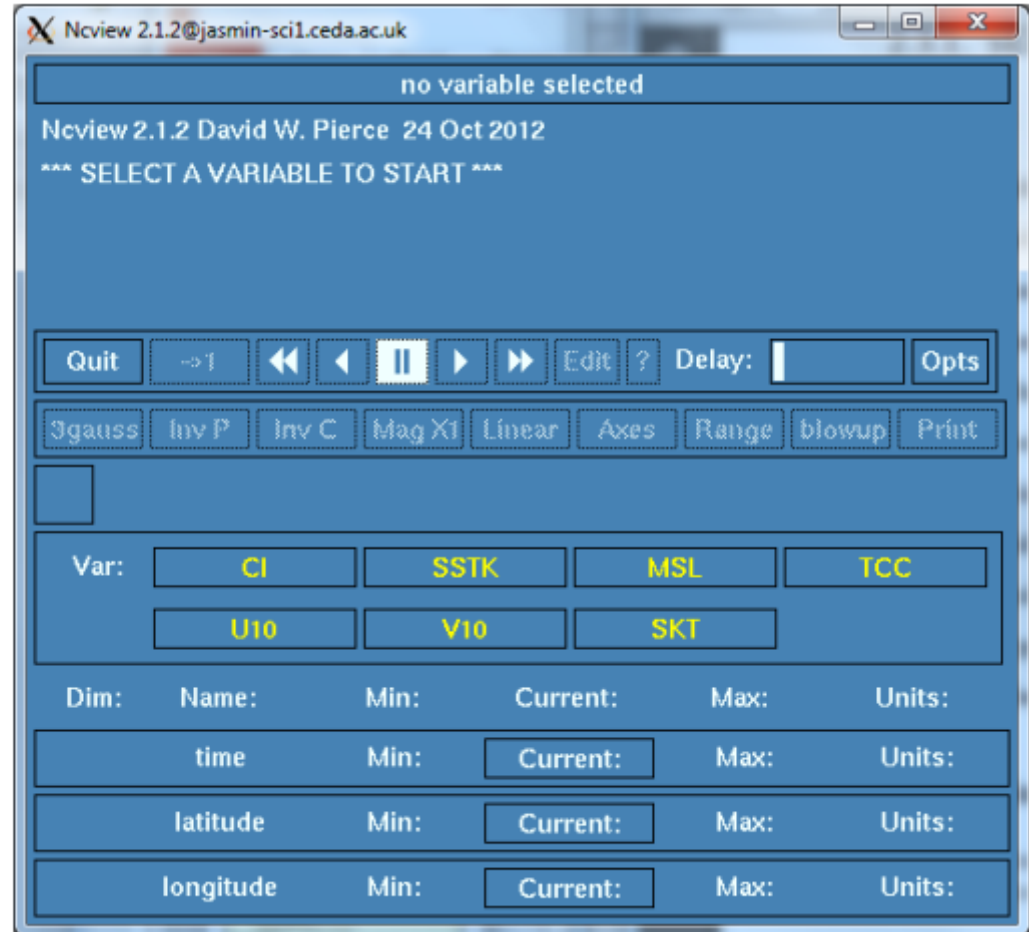 Ncview 2.1.2@jasmin-sci1.ceda.ac.uk
no variable selected
Ncview 2.1.2 David W. Pierce 24 Oct 2012
*** SELECT A VARIABLE TO START ***
Quit ->1 Edit ? Delay: Opts
3gauss Inv P Inv C Mag X1 Linear Axes Range blowup Print
Var: CI SSTK MSL TCC
U10 V10 SKT
Dim: Name: Min: Current: Max: Units:
time Min: Current: Max: Units:
latitude Min: Current: Max: Units:
longitude Min: Current: Max: Units: